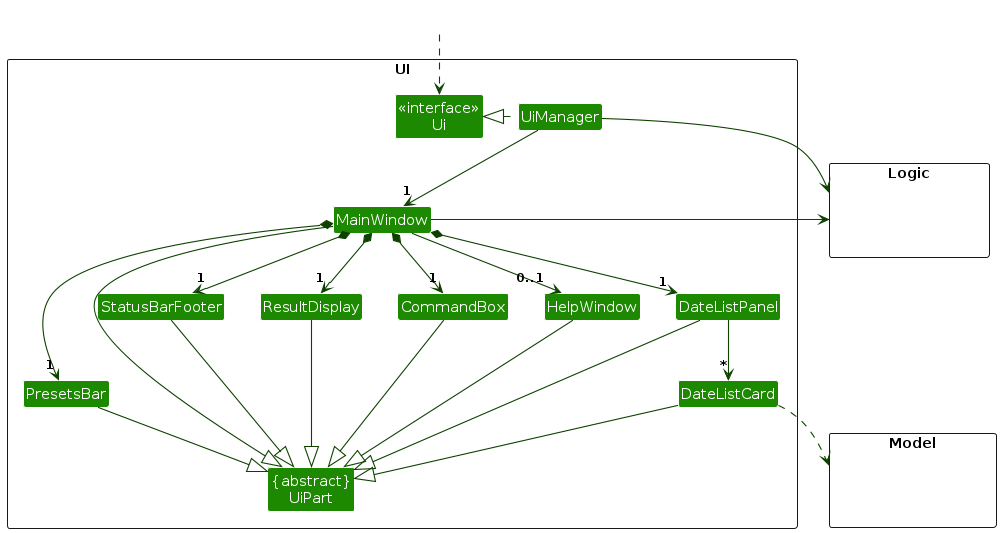 UI
«interface»
Ui
UiManager
Logic
1
MainWindow
1
1
1
0..1
1
StatusBarFooter
ResultDisplay
CommandBox
HelpWindow
DateListPanel
1
*
PresetsBar
DateListCard
Model
{abstract}
UiPart